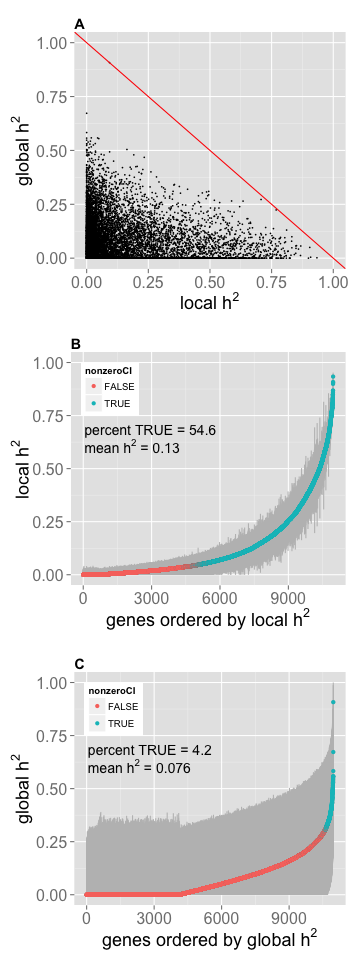 A
1.00
0.75
0.50
0.25
0.00
global h²
0.00 0.25 0.50 0.75 1.00
local h²
B
1.00
0.75
0.50
0.25
0.00
local h²
nonzeroCI
FALSE
TRUE
percent TRUE = 54.6
mean h² = 0.13
0 3000 6000 9000
genes ordered by local h²
C
1.00
0.75
0.50
0.25
0.00
global h²
nonzeroCI
FALSE
TRUE
percent TRUE = 4.2
mean h² = 0.076
0 3000 6000 9000
genes ordered by global h²